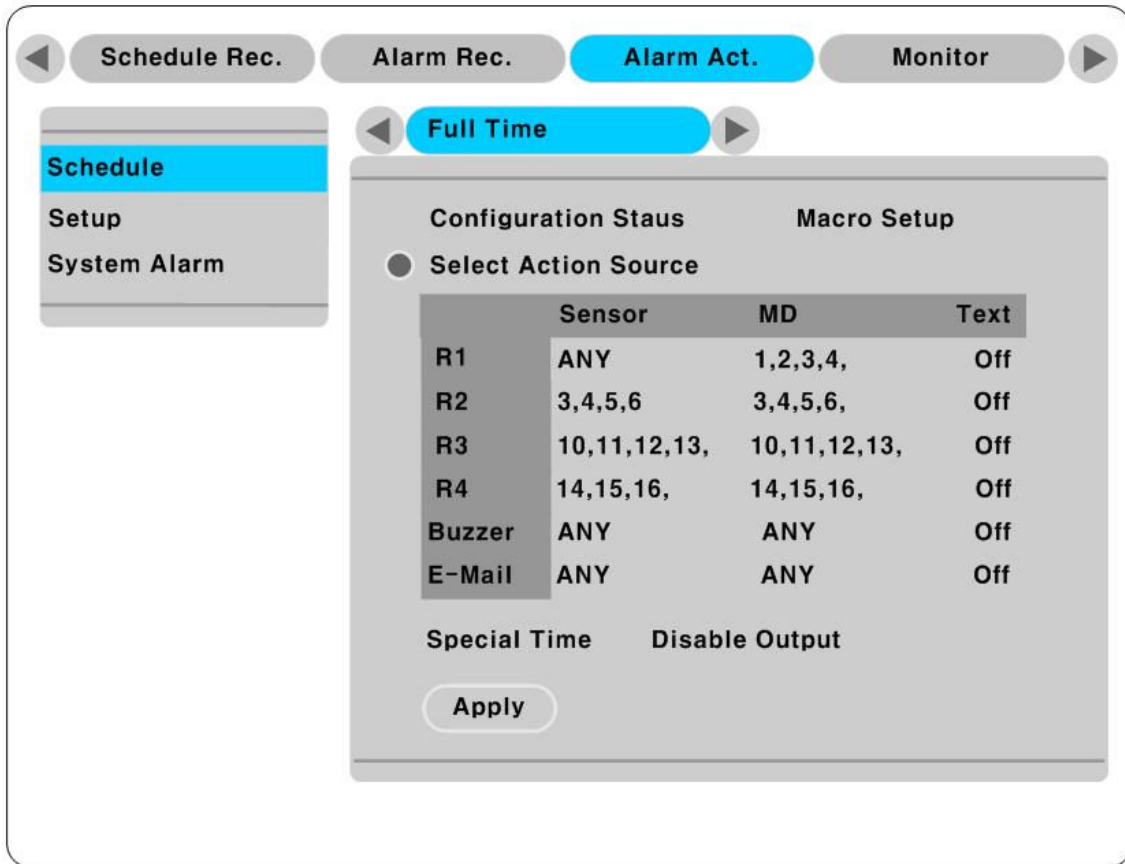 Schedule Rec. Alarm Rec. Alarm Act. Monitor
Schedule
Setup
System Alarm
Full Time
Configuration Staus Macro Setup
Select Action Source
Sensor MD Text
R1 ANY 1,2,3,4, Off
R2 3,4,5,6 3,4,5,6, Off
R3 10,11,12,13, 10,11,12,13, Off
R4 14,15,16, 14,15,16, Off
Buzzer ANY ANY Off
E-Mail ANY ANY Off
Special Time Disable Output
Apply